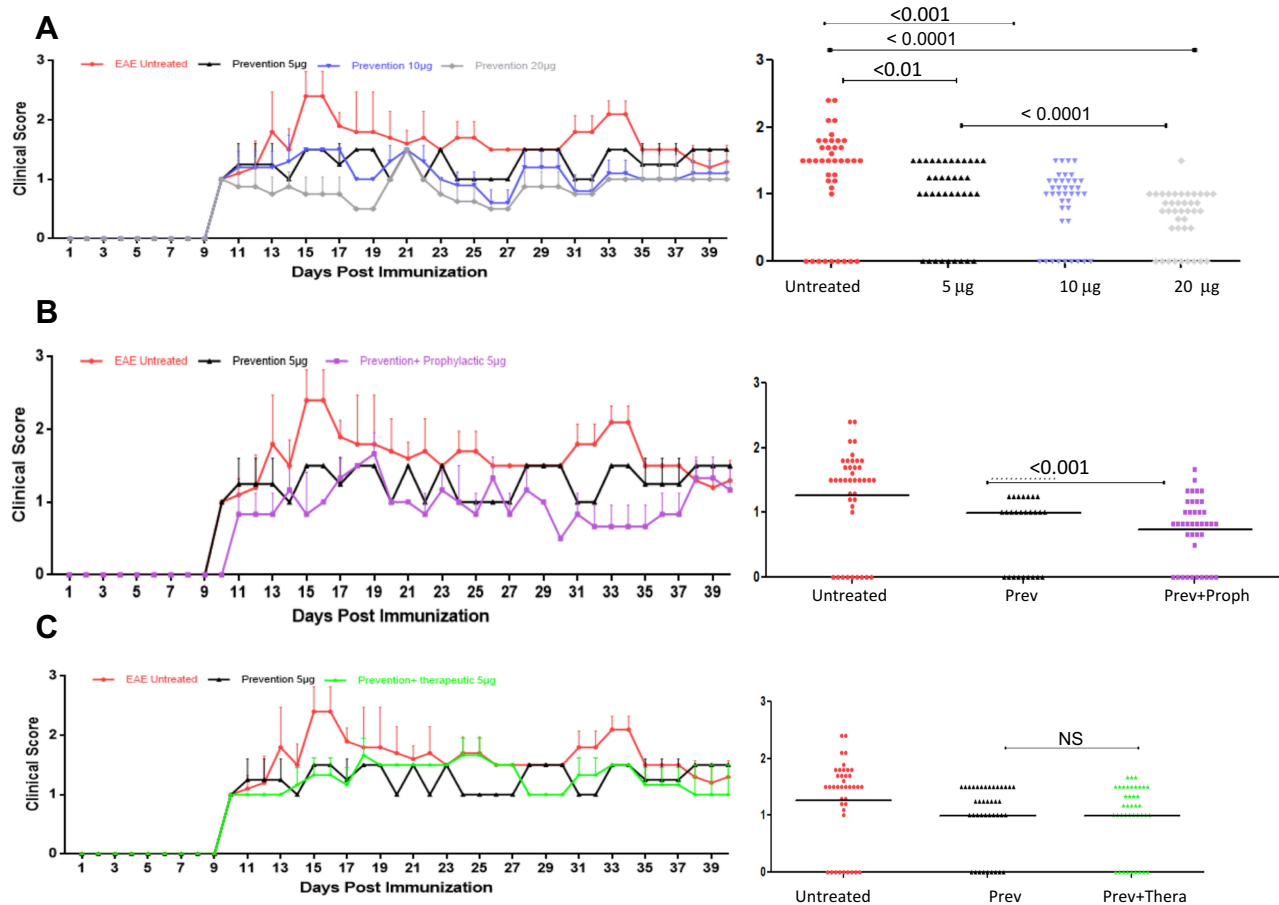 A
EAE Untreated Prevention 5µg Prevention 10µg Prevention 20µg
Clinical Score
3
2
1
0
1 3 5 7 9 11 13 15 17 19 21 23 25 27 29 31 33 35 37 39
Days Post Immunization
<0.001
< 0.0001
<0.01
< 0.0001
3
2
1
0
Untreated 5 µg 10 µg 20 µg
B
EAE Untreated Prevention 5µg Prevention+ Prophylactic 5µg
Clinical Score
3
2
1
0
1 3 5 7 9 11 13 15 17 19 21 23 25 27 29 31 33 35 37 39
Days Post Immunization
<0.001
3
2
1
0
Untreated Prev Prev+Proph
C
EAE Untreated Prevention 5µg Prevention+ therapeutic 5µg
Clinical Score
3
2
1
0
1 3 5 7 9 11 13 15 17 19 21 23 25 27 29 31 33 35 37 39
Days Post Immunization
NS
3
2
1
0
Untreated Prev Prev+Thera